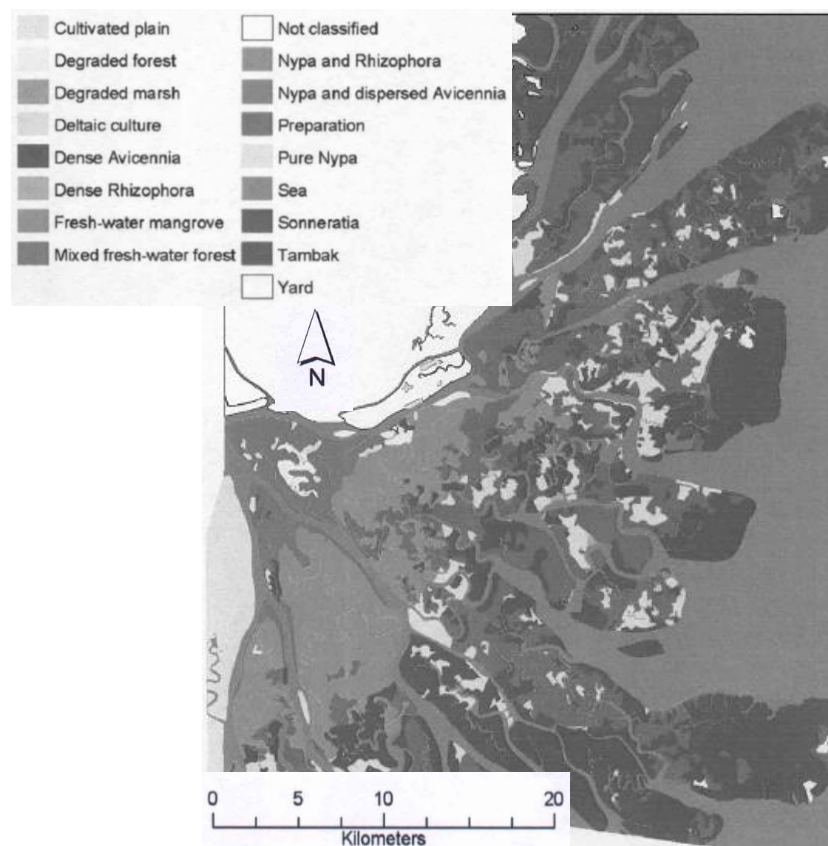 Cultivated plain
Degraded forest
Degraded marsh
Deltaic culture
Dense Avicennia
Dense Rhizophora
Fresh-water mangrove
Mixed fresh-water forest
Not classified
Nypa and Rhizophora
Nypa and dispersed Avicennia
Preparation
Pure Nypa
Sea
Sonneratia
Tambak
Yard
N
0 5 10 20
Kilometers